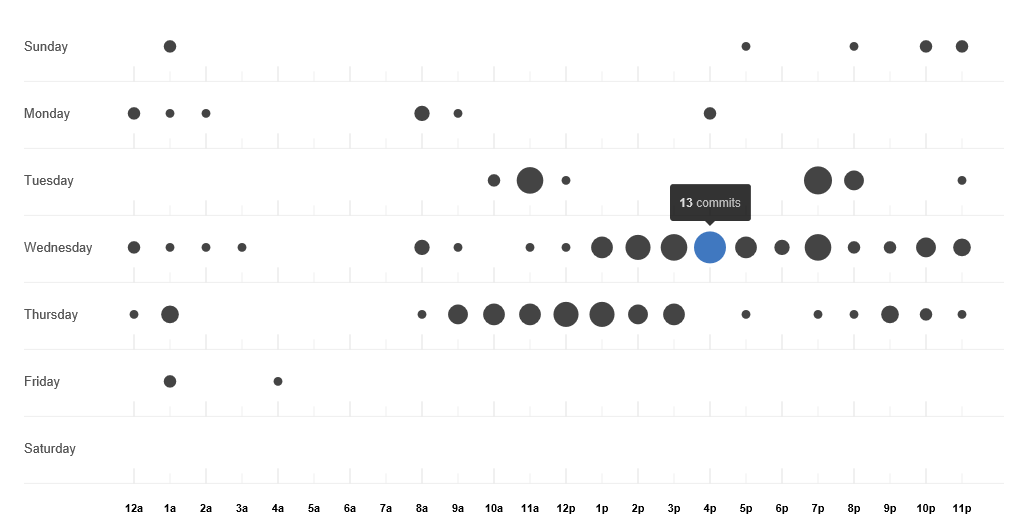 Sunday
Monday
Tuesday
13 commits
Wednesday
Thursday
Friday
Saturday
12a 1a 2a 3a 4a 5a 6a 7a 8a 9a 10a 11a 12p 1p 2p 3p 4p 5p 6p 7p 8p 9p 10p 11p